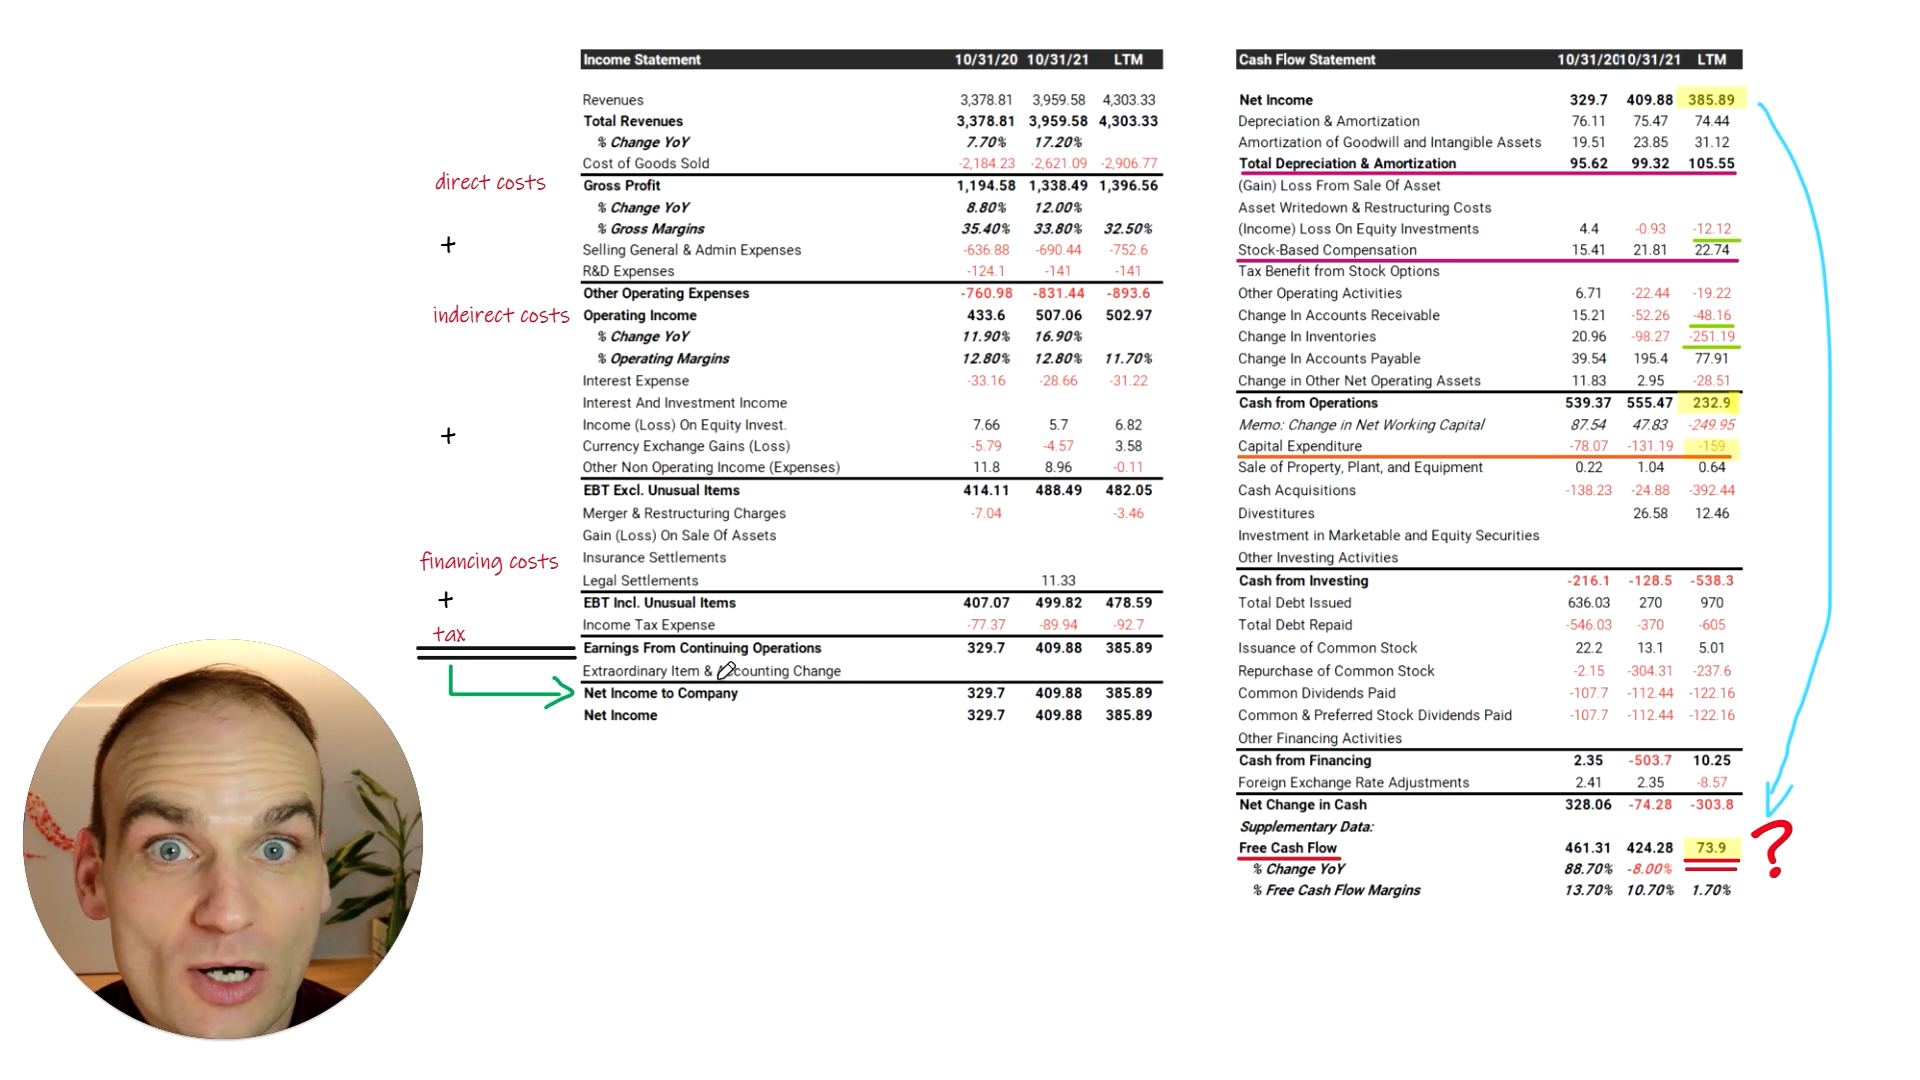 Income Statement 10/31/20 10/31/21 LTM
Revenues 3,378.81 3,959.58 4,303.33
Total Revenues 3,378.81 3,959.58 4,303.33
% Change YoY 7.70% 17.20%
Cost of Goods Sold -2,184.23 -2,621.09 -2,906.77
direct costs
Gross Profit 1,194.58 1,338.49 1,396.56
% Change YoY 8.80% 12.00%
% Gross Margins 35.40% 33.80% 32.50%
+
Selling General & Admin Expenses -636.88 -690.44 -752.6
R&D Expenses -124.1 -141 -141
Other Operating Expenses -760.98 -831.44 -893.6
indeirect costs
Operating Income 433.6 507.06 502.97
% Change YoY 11.90% 16.90%
% Operating Margins 12.80% 12.80% 11.70%
Interest Expense -33.16 -28.66 -31.22
Interest And Investment Income
Income (Loss) On Equity Invest. 7.66 5.7 6.82
+
Currency Exchange Gains (Loss) -5.79 -4.57 3.58
Other Non Operating Income (Expenses) 11.8 8.96 -0.11
EBT Excl. Unusual Items 414.11 488.49 482.05
Merger & Restructuring Charges -7.04 -3.46
Gain (Loss) On Sale Of Assets
Insurance Settlements
financing costs
Legal Settlements 11.33
+
EBT Incl. Unusual Items 407.07 499.82 478.59
Income Tax Expense -77.37 -89.94 -92.7
tax
Earnings From Continuing Operations 329.7 409.88 385.89
Extraordinary Item & counting Change
Net Income to Company 329.7 409.88 385.89
Net Income 329.7 409.88 385.89
Cash Flow Statement 10/31/20 10/31/21 LTM
Net Income 329.7 409.88 385.89
Depreciation & Amortization 76.11 75.47 74.44
Amortization of Goodwill and Intangible Assets 19.51 23.85 31.12
Total Depreciation & Amortization 95.62 99.32 105.55
(Gain) Loss From Sale Of Asset
Asset Writedown & Restructuring Costs
(Income) Loss On Equity Investments 4.4 -0.93 -12.12
Stock-Based Compensation 15.41 21.81 22.74
Tax Benefit from Stock Options
Other Operating Activities 6.71 -22.44 -19.22
Change In Accounts Receivable 15.21 -52.26 -48.16
Change In Inventories 20.96 -98.27 -251.19
Change In Accounts Payable 39.54 195.4 77.91
Change in Other Net Operating Assets 11.83 2.95 -28.51
Cash from Operations 539.37 555.47 232.9
Memo: Change in Net Working Capital 87.54 47.83 -249.95
Capital Expenditure -78.07 -131.19 -159
Sale of Property, Plant, and Equipment 0.22 1.04 0.64
Cash Acquisitions -138.23 -24.88 -392.44
Divestitures 26.58 12.46
Investment in Marketable and Equity Securities
Other Investing Activities
Cash from Investing -216.1 -128.5 -538.3
Total Debt Issued 636.03 270 970
Total Debt Repaid -546.03 -370 -605
Issuance of Common Stock 22.2 13.1 5.01
Repurchase of Common Stock -2.15 -304.31 -237.6
Common Dividends Paid -107.7 -112.44 -122.16
Common & Preferred Stock Dividends Paid -107.7 -112.44 -122.16
Other Financing Activities
Cash from Financing 2.35 -503.7 10.25
Foreign Exchange Rate Adjustments 2.41 2.35 -8.57
Net Change in Cash 328.06 -74.28 -303.8
Supplementary Data:
Free Cash Flow 461.31 424.28 73.9 ?
% Change YoY 88.70% -8.00%
% Free Cash Flow Margins 13.70% 10.70% 1.70%